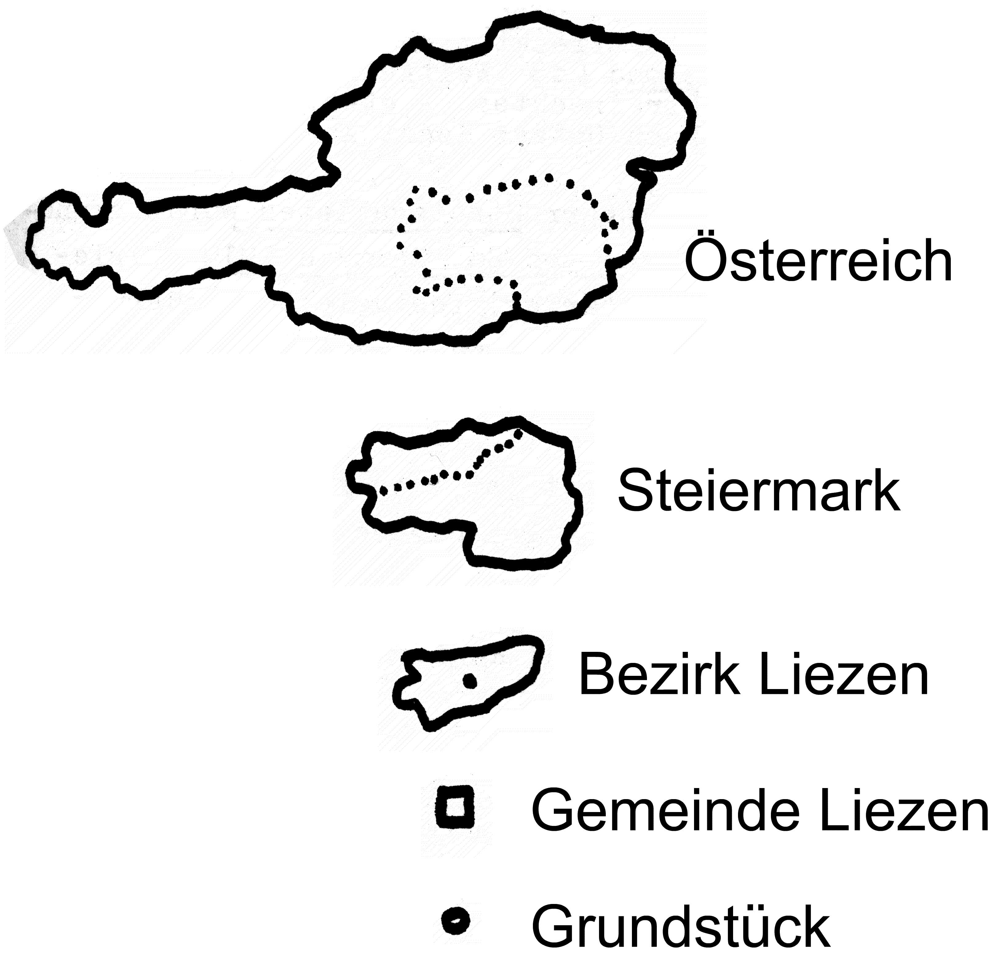 Österreich
Steiermark
Bezirk Liezen
Gemeinde Liezen
Grundstück